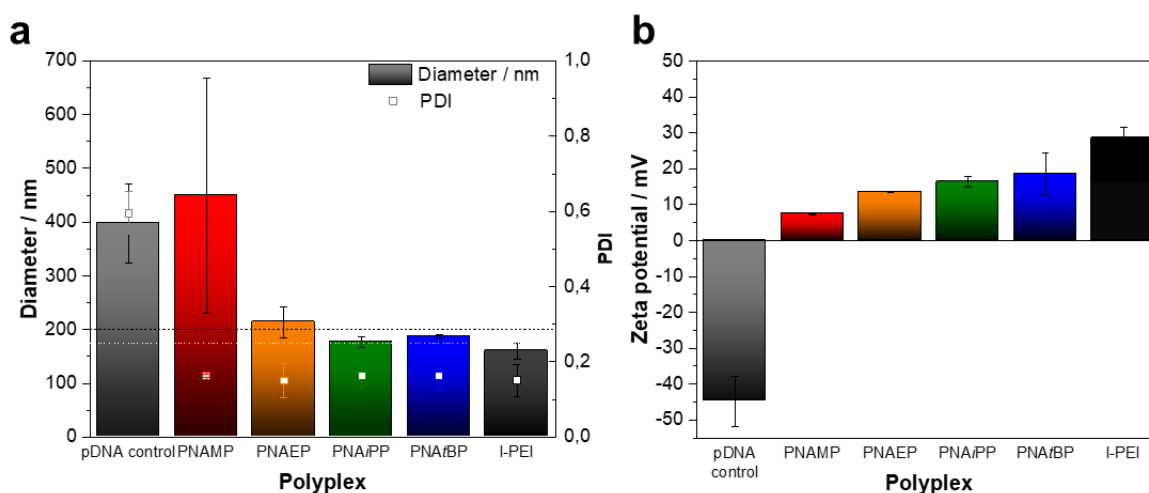 a
700
600
500
400
300
200
100
0
Diameter / nm
Diameter / nm
PDI
1,0
0,8
0,6
0,4
0,2
0,0
PDI
pDNA control PNAMP PNAEP PNAiPP PNAtBP l-PEI
Polyplex
b
50
40
30
20
10
0
-10
-20
-30
-40
-50
Zeta potential / mV
pDNA control PNAMP PNAEP PNAiPP PNAtBP l-PEI
Polyplex